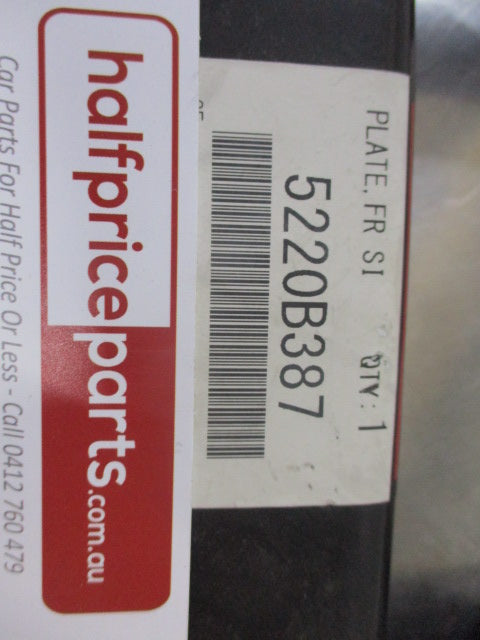 PLATE, FR SI QTY: 1
5220B387
halfpriceparts.com.au
Car Parts For Half Price Or Less - Call 0412 760 479